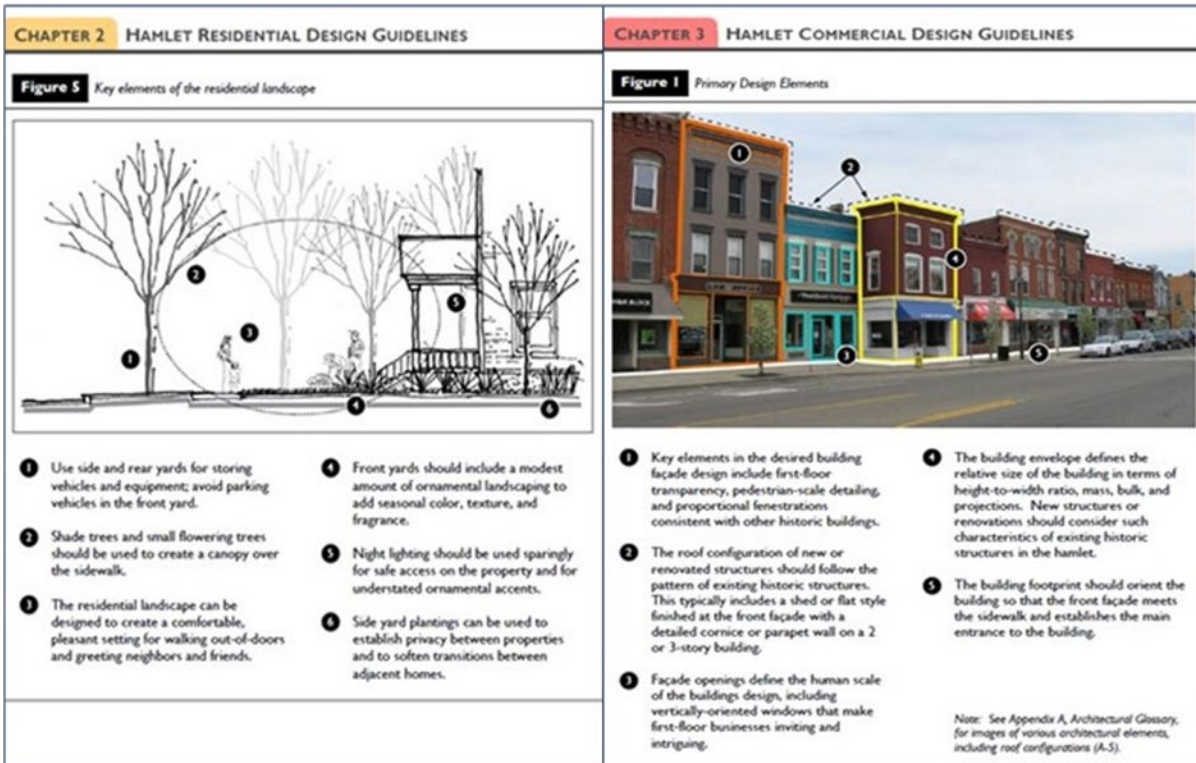 CHAPTER 2 HAMLET RESIDENTIAL DESIGN GUIDELINES
Figure 5 Key elements of the residential landscape
1
2
3
4
5
6
1 Use side and rear yards for storing
vehicles and equipment; avoid parking
vehicles in the front yard.
2 Shade trees and small flowering trees
should be used to create a canopy over
the sidewalk.
3 The residential landscape can be
designed to create a comfortable,
pleasant setting for walking out-of-doors
and greeting neighbors and friends.
4 Front yards should include a modest
amount of ornamental landscaping to
add seasonal color, texture, and
fragrance.
5 Night lighting should be used sparingly
for safe access on the property and for
understated ornamental accents.
6 Side yard plantings can be used to
establish privacy between properties
and to soften transitions between
adjacent homes.
CHAPTER 3 HAMLET COMMERCIAL DESIGN GUIDELINES
Figure 1 Primary Design Elements
1
2
3
4
5
LAW OFFICE
BLOCK
1 Key elements in the desired building
façade design include first-floor
transparency, pedestrian-scale detailing,
and proportional fenestrations
consistent with other historic buildings.
2 The roof configuration of new or
renovated structures should follow the
pattern of existing historic structures.
This typically includes a shed or flat style
finished at the front façade with a
detailed cornice or parapet wall on a 2
or 3-story building.
3 Façade openings define the human scale
of the buildings design, including
vertically-oriented windows that make
first-floor businesses inviting and
intriguing.
4 The building envelope defines the
relative size of the building in terms of
height-to-width ratio, mass, bulk, and
projections. New structures or
renovations should consider such
characteristics of existing historic
structures in the hamlet.
5 The building footprint should orient the
building so that the front façade meets
the sidewalk and establishes the main
entrance to the building.
Note: See Appendix A, Architectural Glossary,
for images of various architectural elements,
including roof configurations (A-5).